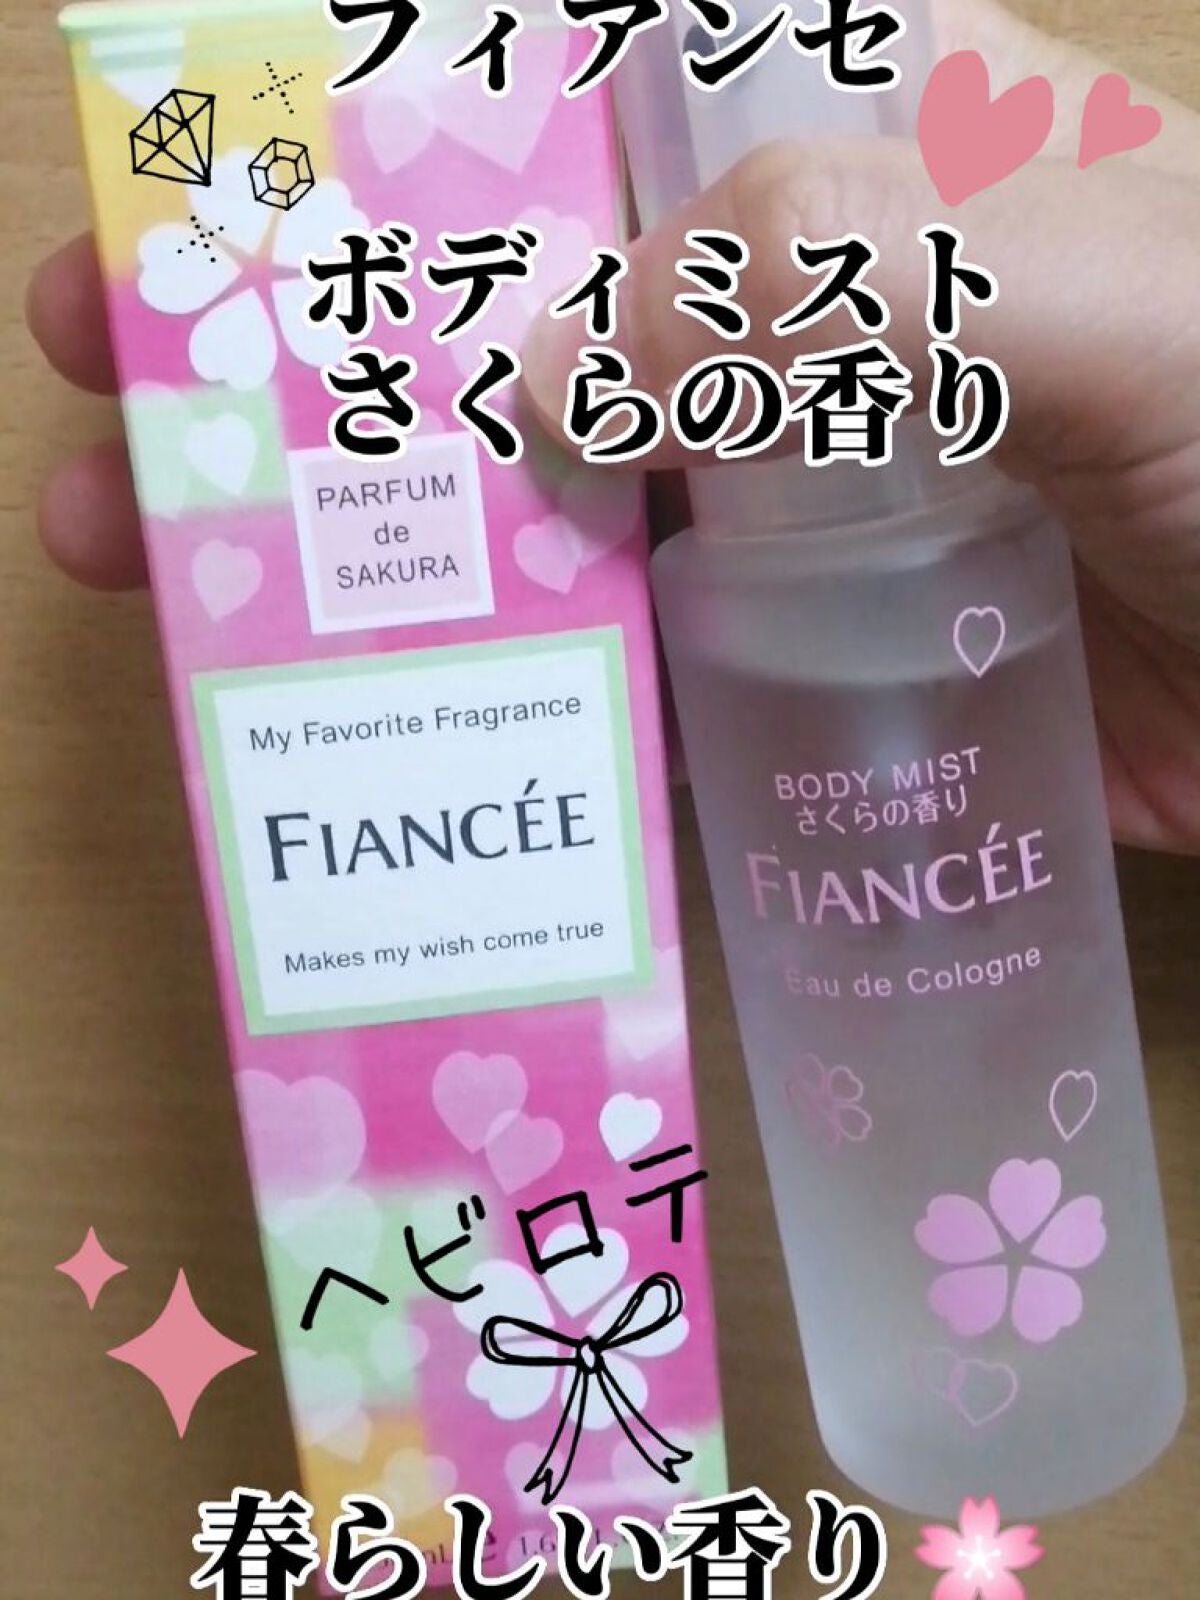 フィアンセ
ボディミスト
さくらの香り
PARFUM
de
SAKURA
My Favorite Fragrance
FIANCÉE
Makes my wish come true
BODY MIST
さくらの香り
FIANCÉE
Eau de Cologne
ヘビロテ
春らしい香り